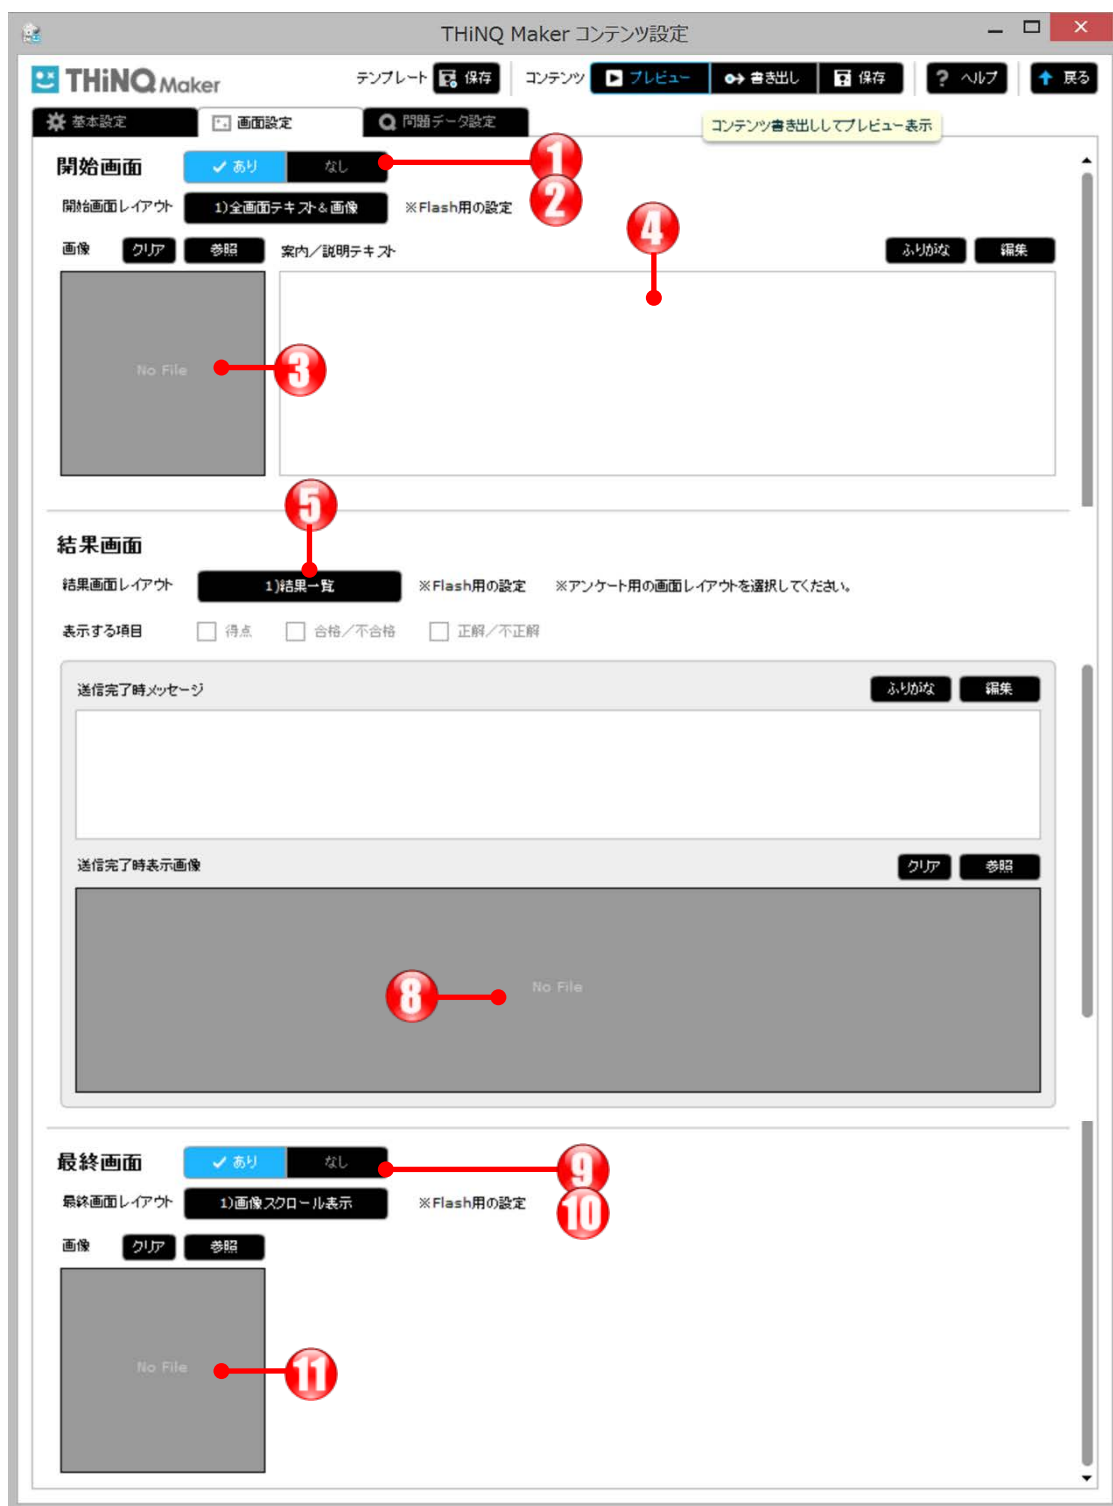 THiNQ Maker コンテンツ設定
THiNQ Maker テンプレート 保存 コンテンツ プレビュー 書き出し 保存 ? ヘルプ 戻る
基本設定 画面設定 問題データ設定 コンテンツ書き出ししてプレビュー表示
開始画面 ✓ あり なし 1
開始画面レイアウト 1)全画面テキスト&画像 ※Flash用の設定 2
画像 クリア 参照 案内/説明テキスト 4 ふりがな 編集
No File 3
5
結果画面
結果画面レイアウト 1)結果一覧 ※Flash用の設定 ※アンケート用の画面レイアウトを選択してください。
表示する項目 得点 合格/不合格 正解/不正解
送信完了時メッセージ ふりがな 編集
送信完了時表示画像 クリア 参照
8 No File
最終画面 ✓ あり なし 9
最終画面レイアウト 1)画像スクロール表示 ※Flash用の設定 10
画像 クリア 参照
No File 11